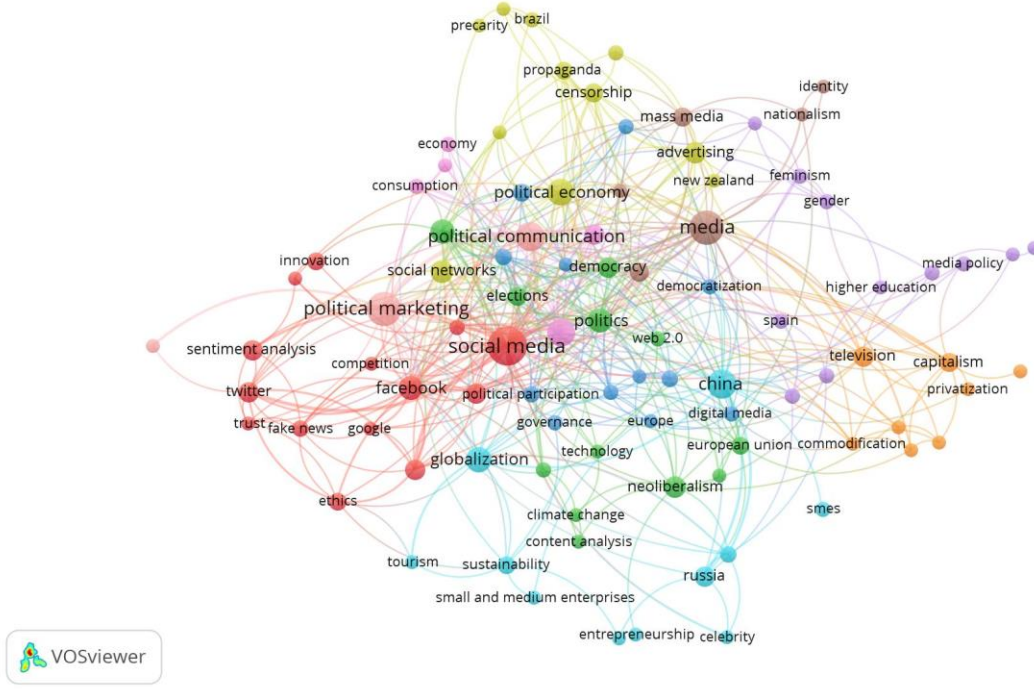 precarity
brazil
propaganda
censorship
identity
mass media
nationalism
economy
advertising
consumption
political economy
new zealand
feminism
gender
political communication
media
innovation
social networks
democracy
media policy
democratization
higher education
elections
political marketing
politics
spain
social media
web 2.0
sentiment analysis
competition
television
capitalism
twitter
facebook
political participation
china
privatization
trust
fake news
google
governance
europe
digital media
globalization
technology
european union
commodification
neoliberalism
ethics
climate change
smes
content analysis
tourism
sustainability
russia
small and medium enterprises
entrepreneurship
celebrity
VOSviewer